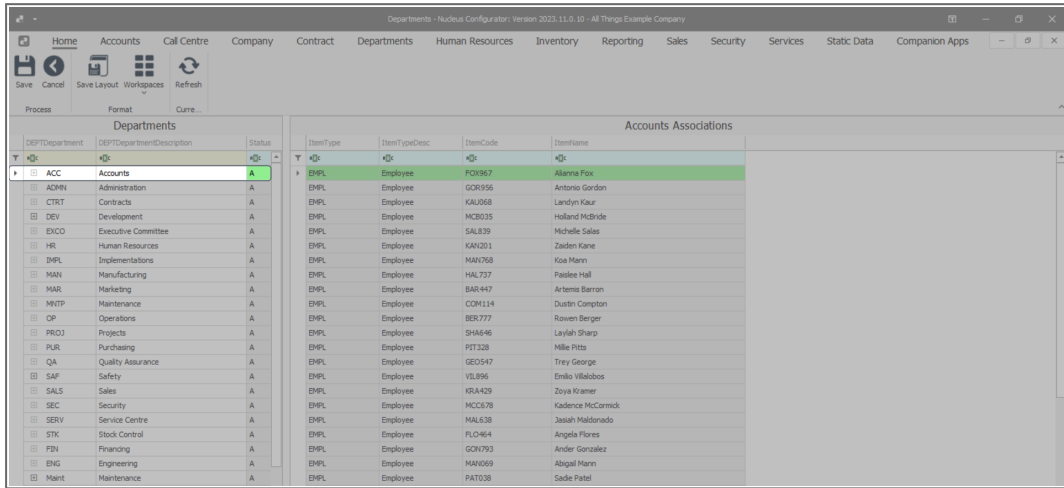 Departments - Nucleus Configurator: Version 2023.11.0.10 - All Things Example Company
Home Accounts Call Centre Company Contract Departments Human Resources Inventory Reporting Sales Security Services Static Data Companion Apps
Save Cancel Save Layout Workspaces Refresh
Process Format Curre...
Departments Accounts Associations
DEPTDepartment DEPTDepartmentDescription Status ItemType ItemTypeDesc ItemCode ItemName
ACC Accounts A EMPL Employee FOX967 Alianna Fox
ADMN Administration A EMPL Employee GOR956 Antonio Gordon
CTRT Contracts A EMPL Employee KAU068 Landyn Kaur
DEV Development A EMPL Employee MCB035 Holland McBride
EXCO Executive Committee A EMPL Employee SAL839 Michelle Salas
HR Human Resources A EMPL Employee KAN201 Zaiden Kane
IMPL Implementations A EMPL Employee MAN768 Koa Mann
MAN Manufacturing A EMPL Employee HAL737 Paislee Hall
MAR Marketing A EMPL Employee BAR447 Artemis Barron
MNTP Maintenance A EMPL Employee COM114 Dustin Compton
OP Operations A EMPL Employee BER777 Rowen Berger
PROJ Projects A EMPL Employee SHA646 Laylah Sharp
PUR Purchasing A EMPL Employee PIT328 Millie Pitts
QA Quality Assurance A EMPL Employee GEO547 Trey George
SAF Safety A EMPL Employee VIL896 Emilio Villalobos
SALS Sales A EMPL Employee KRA429 Zoya Kramer
SEC Security A EMPL Employee MCC678 Kadence McCormick
SERV Service Centre A EMPL Employee MAL638 Jasiah Maldonado
STK Stock Control A EMPL Employee FLO464 Angela Flores
FIN Financing A EMPL Employee GON793 Ander Gonzalez
ENG Engineering A EMPL Employee MAN069 Abigail Mann
Maint Maintenance A EMPL Employee PAT038 Sadie Patel